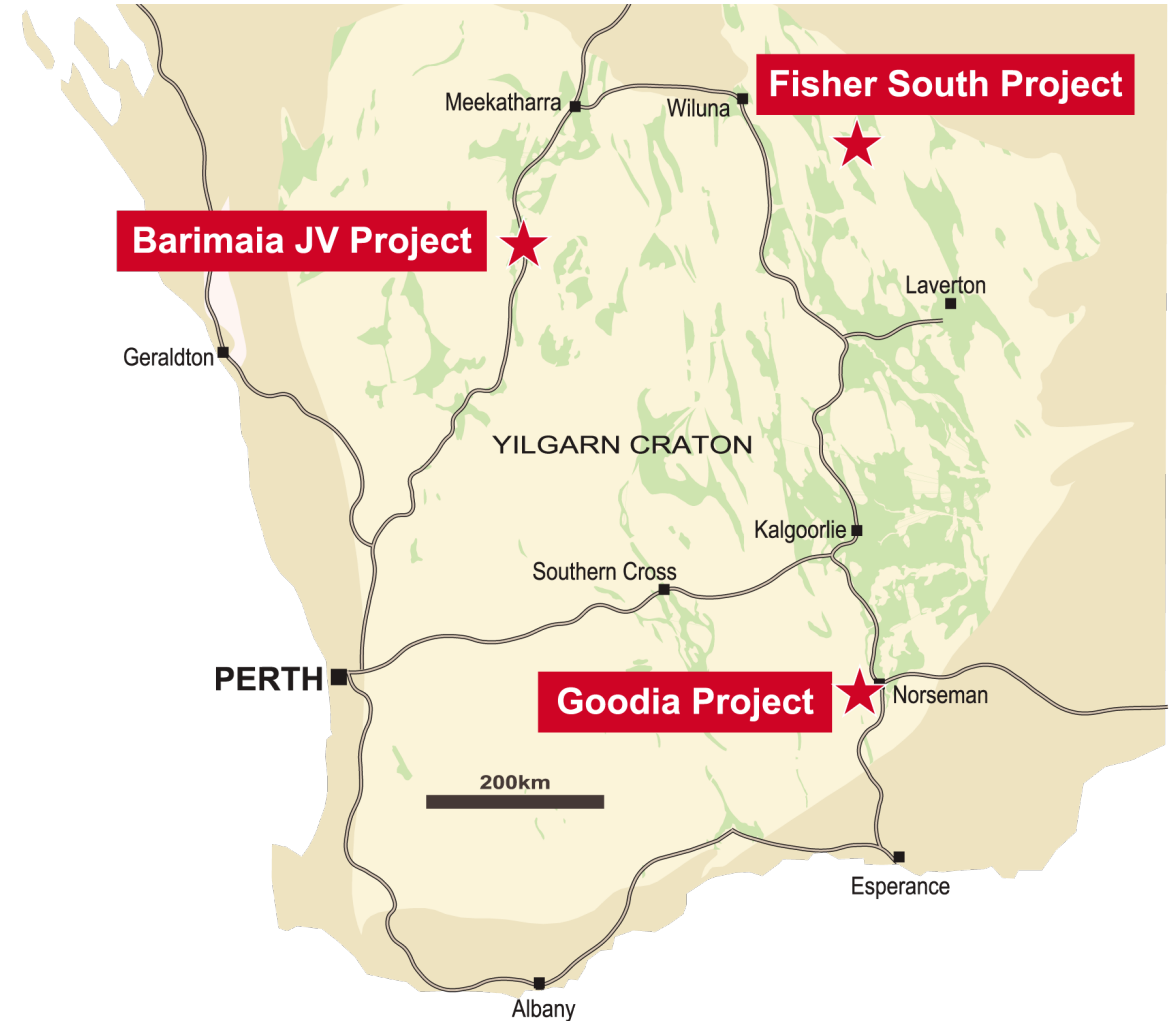 Fisher South Project
Meekatharra
Wiluna
Barimaia JV Project
Laverton
Geraldton
YILGARN CRATON
Kalgoorlie
Southern Cross
PERTH
Goodia Project
Norseman
200km
Esperance
Albany